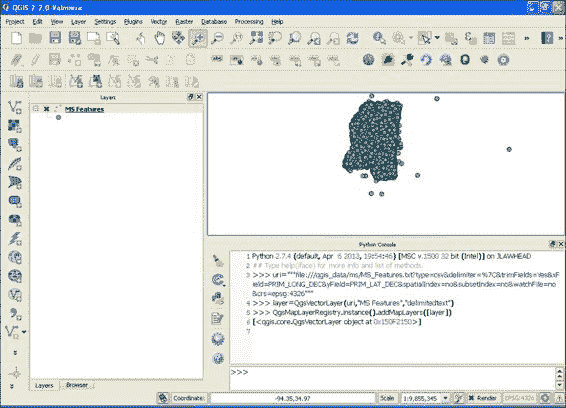 QGIS 2.2.0-Valmiera
Project Edit View Layer Settings Plugins Vector Raster Database Processing Help
Layers
MS Features
Python Console
1 Python 2.7.4 (default, Apr 6 2013, 19:54:46) [MSC v.1500 32 bit (Intel)] on JLAWHEAD
2 ## Type help(iface) for more info and list of methods.
3 >>> uri="""file:///qgis_data/ms/MS_Features.txt?type=csv&delimiter=%7C&trimFields=Yes&xF
ield=PRIM_LONG_DEC&yField=PRIM_LAT_DEC&spatialIndex=no&subsetIndex=no&watchFile=no
&crs=epsg:4326"""
4 >>> layer=QgsVectorLayer(uri,"MS Features","delimitedtext")
5 >>> QgsMapLayerRegistry.instance().addMapLayers([layer])
6 [<qgis.core.QgsVectorLayer object at 0x150F2150>]
7
>>>
Layers Browser
Coordinate: -94.35,34.97 Scale 1:9,855,345 Render EPSG:4326